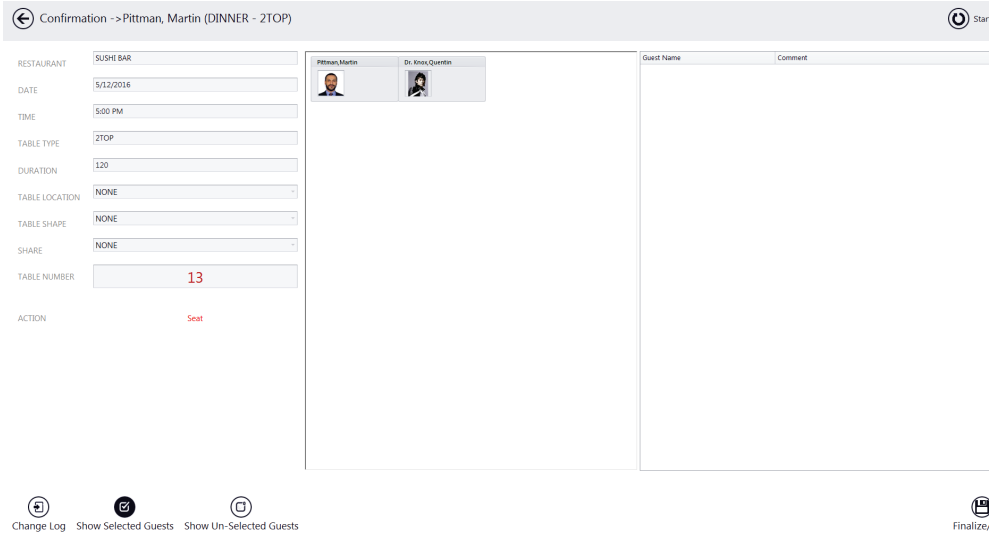 Confirmation ->Pittman, Martin (DINNER - 2TOP)
Star
RESTAURANT SUSHI BAR
DATE 5/12/2016
TIME 5:00 PM
TABLE TYPE 2TOP
DURATION 120
TABLE LOCATION NONE
TABLE SHAPE NONE
SHARE NONE
TABLE NUMBER 13
ACTION Seat
Pittman,Martin Dr. Knox,Quentin
Guest Name Comment
Change Log Show Selected Guests Show Un-Selected Guests
Finalize/